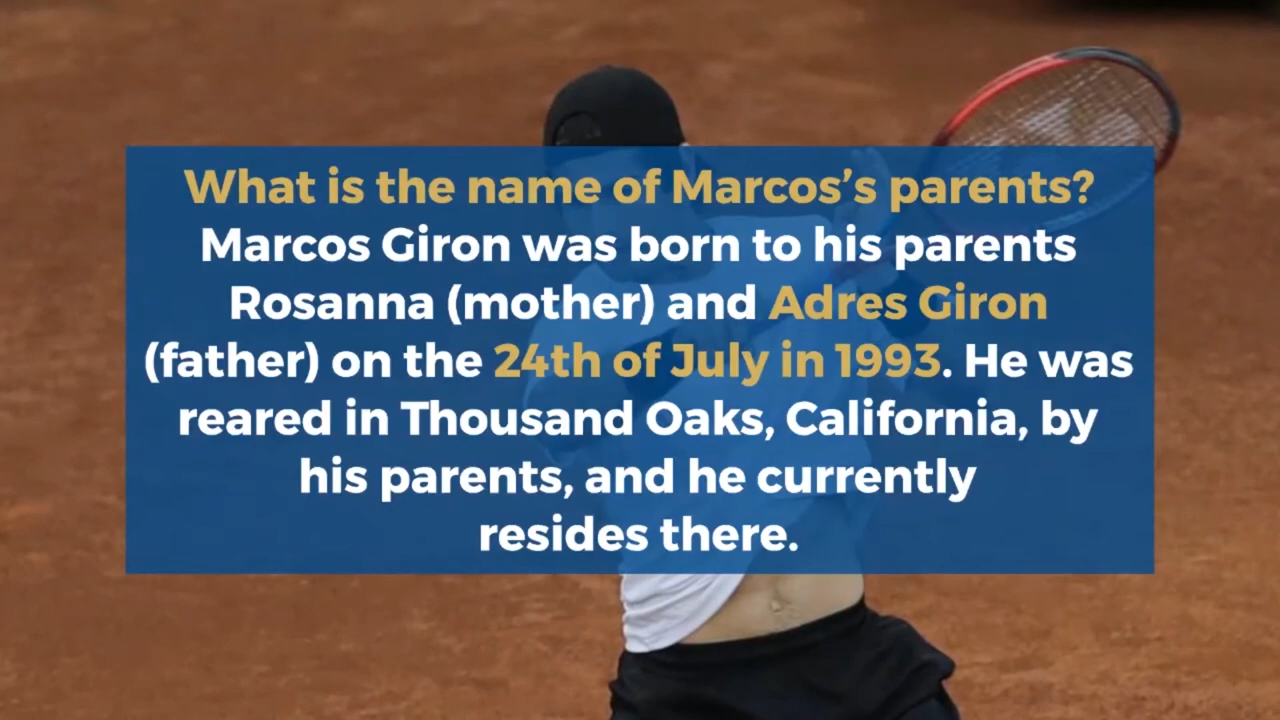 What is the name of Marcos’s parents?
Marcos Giron was born to his parents
Rosanna (mother) and Adres Giron
(father) on the 24th of July in 1993. He was
reared in Thousand Oaks, California, by
his parents, and he currently
resides there.